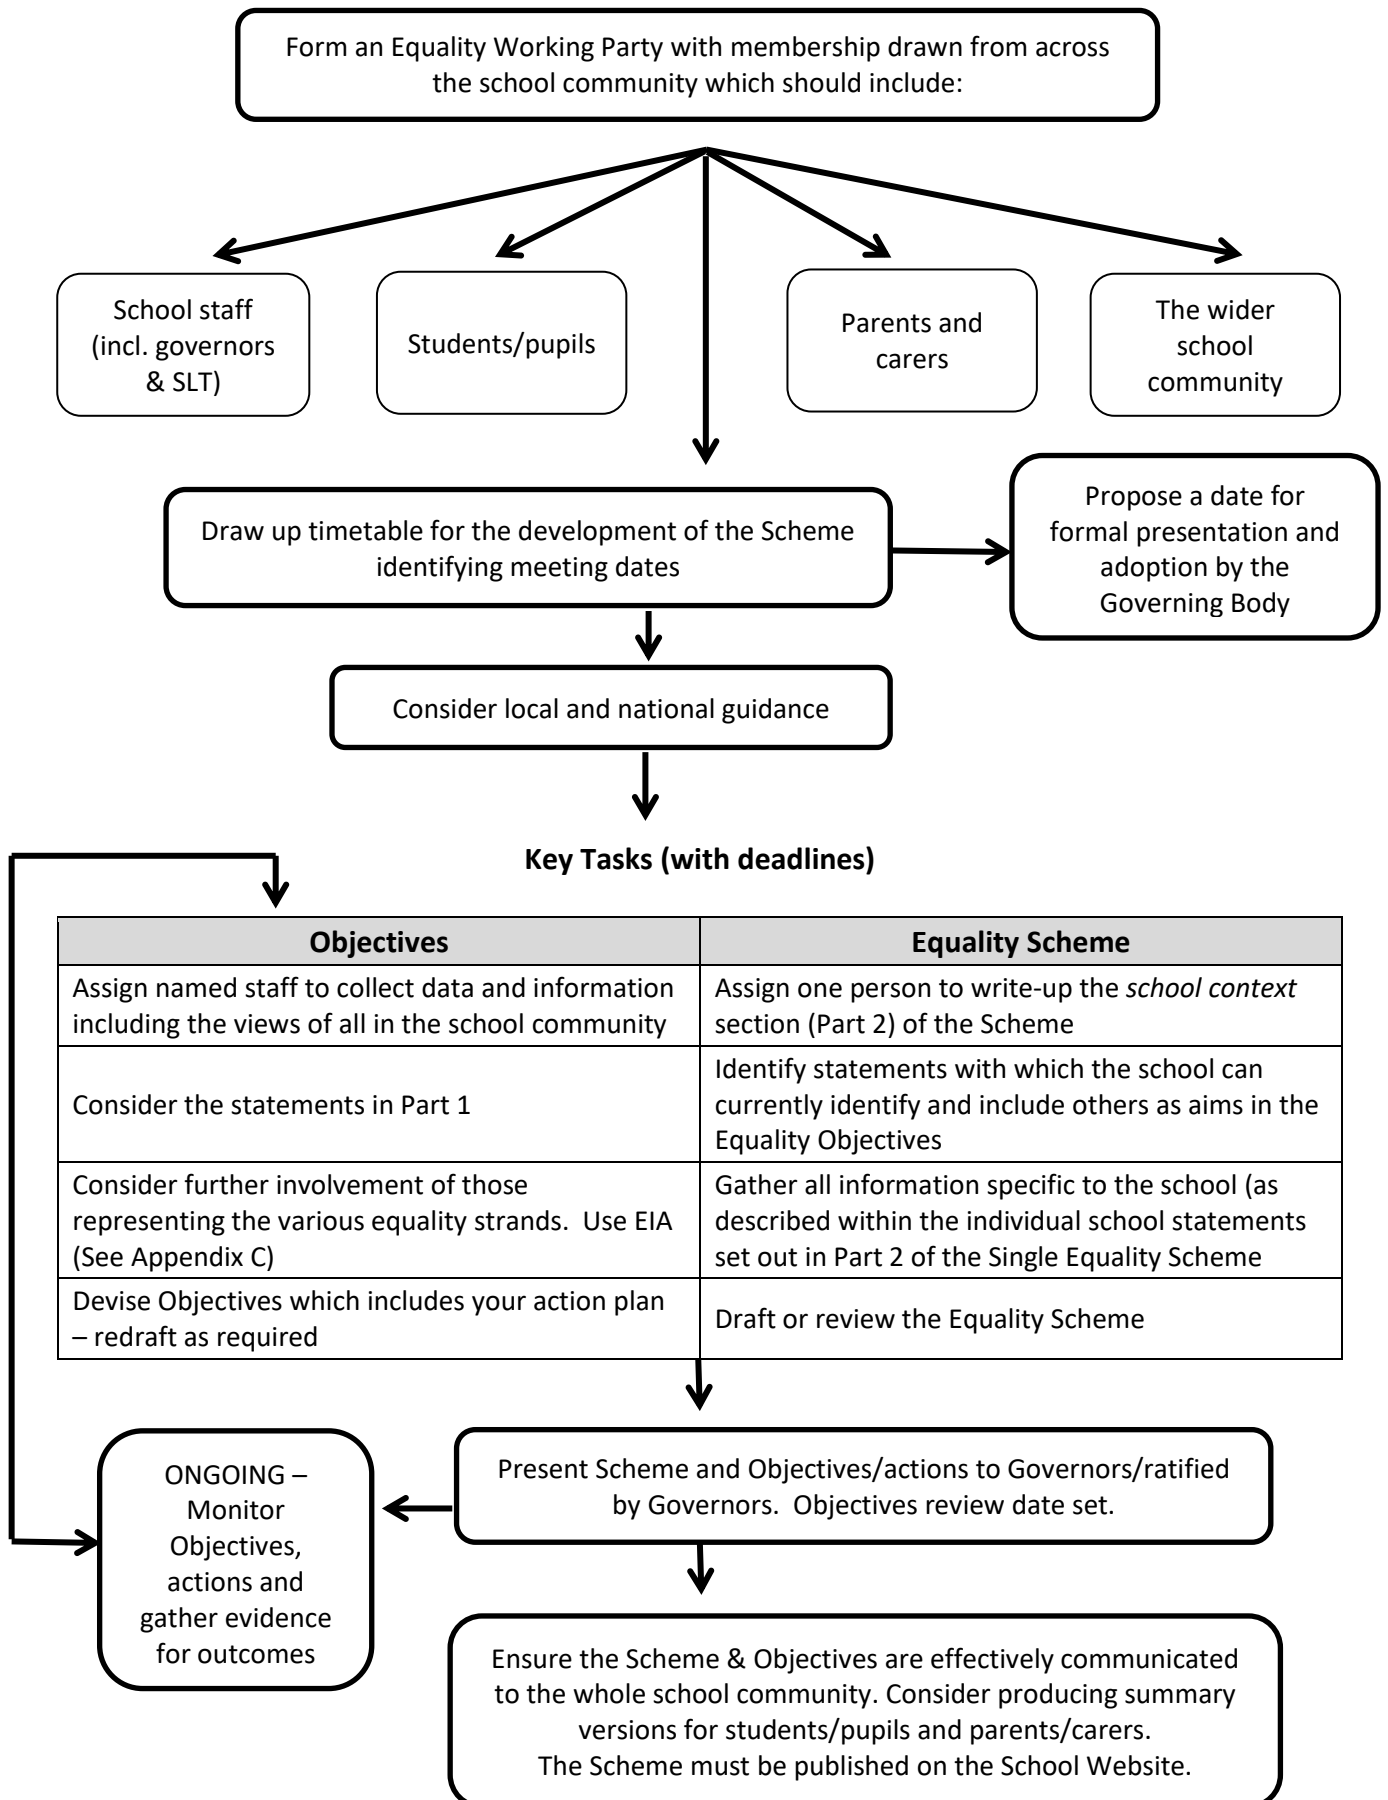 Form an Equality Working Party with membership drawn from across
the school community which should include:
School staff
(incl. governors
& SLT)
Students/pupils
Parents and
carers
The wider
school
community
Draw up timetable for the development of the Scheme
identifying meeting dates
Propose a date for
formal presentation and
adoption by the
Governing Body
Consider local and national guidance
Key Tasks (with deadlines)
Objectives
Equality Scheme
Assign named staff to collect data and information
including the views of all in the school community
Assign one person to write-up the school context
section (Part 2) of the Scheme
Consider the statements in Part 1
Identify statements with which the school can
currently identify and include others as aims in the
Equality Objectives
Consider further involvement of those
representing the various equality strands.  Use EIA
(See Appendix C)
Gather all information specific to the school (as
described within the individual school statements
set out in Part 2 of the Single Equality Scheme
Devise Objectives which includes your action plan
– redraft as required
Draft or review the Equality Scheme
Present Scheme and Objectives/actions to Governors/ratified
by Governors.  Objectives review date set.
ONGOING –
Monitor
Objectives,
actions and
gather evidence
for outcomes
Ensure the Scheme & Objectives are effectively communicated
to the whole school community. Consider producing summary
versions for students/pupils and parents/carers.
The Scheme must be published on the School Website.